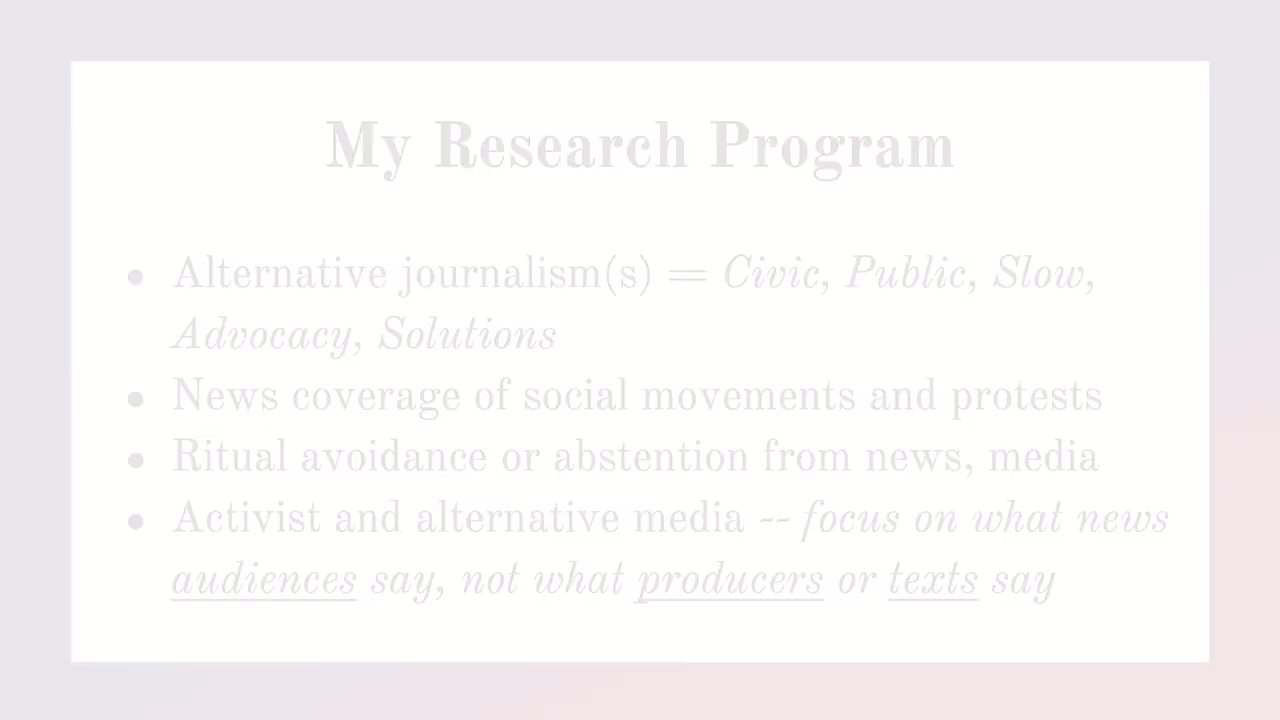 My Research Program
● Alternative journalism(s) = Civic, Public, Slow,
Advocacy, Solutions
● News coverage of social movements and protests
● Ritual avoidance or abstention from news, media
● Activist and alternative media -- focus on what news
audiences say, not what producers or texts say